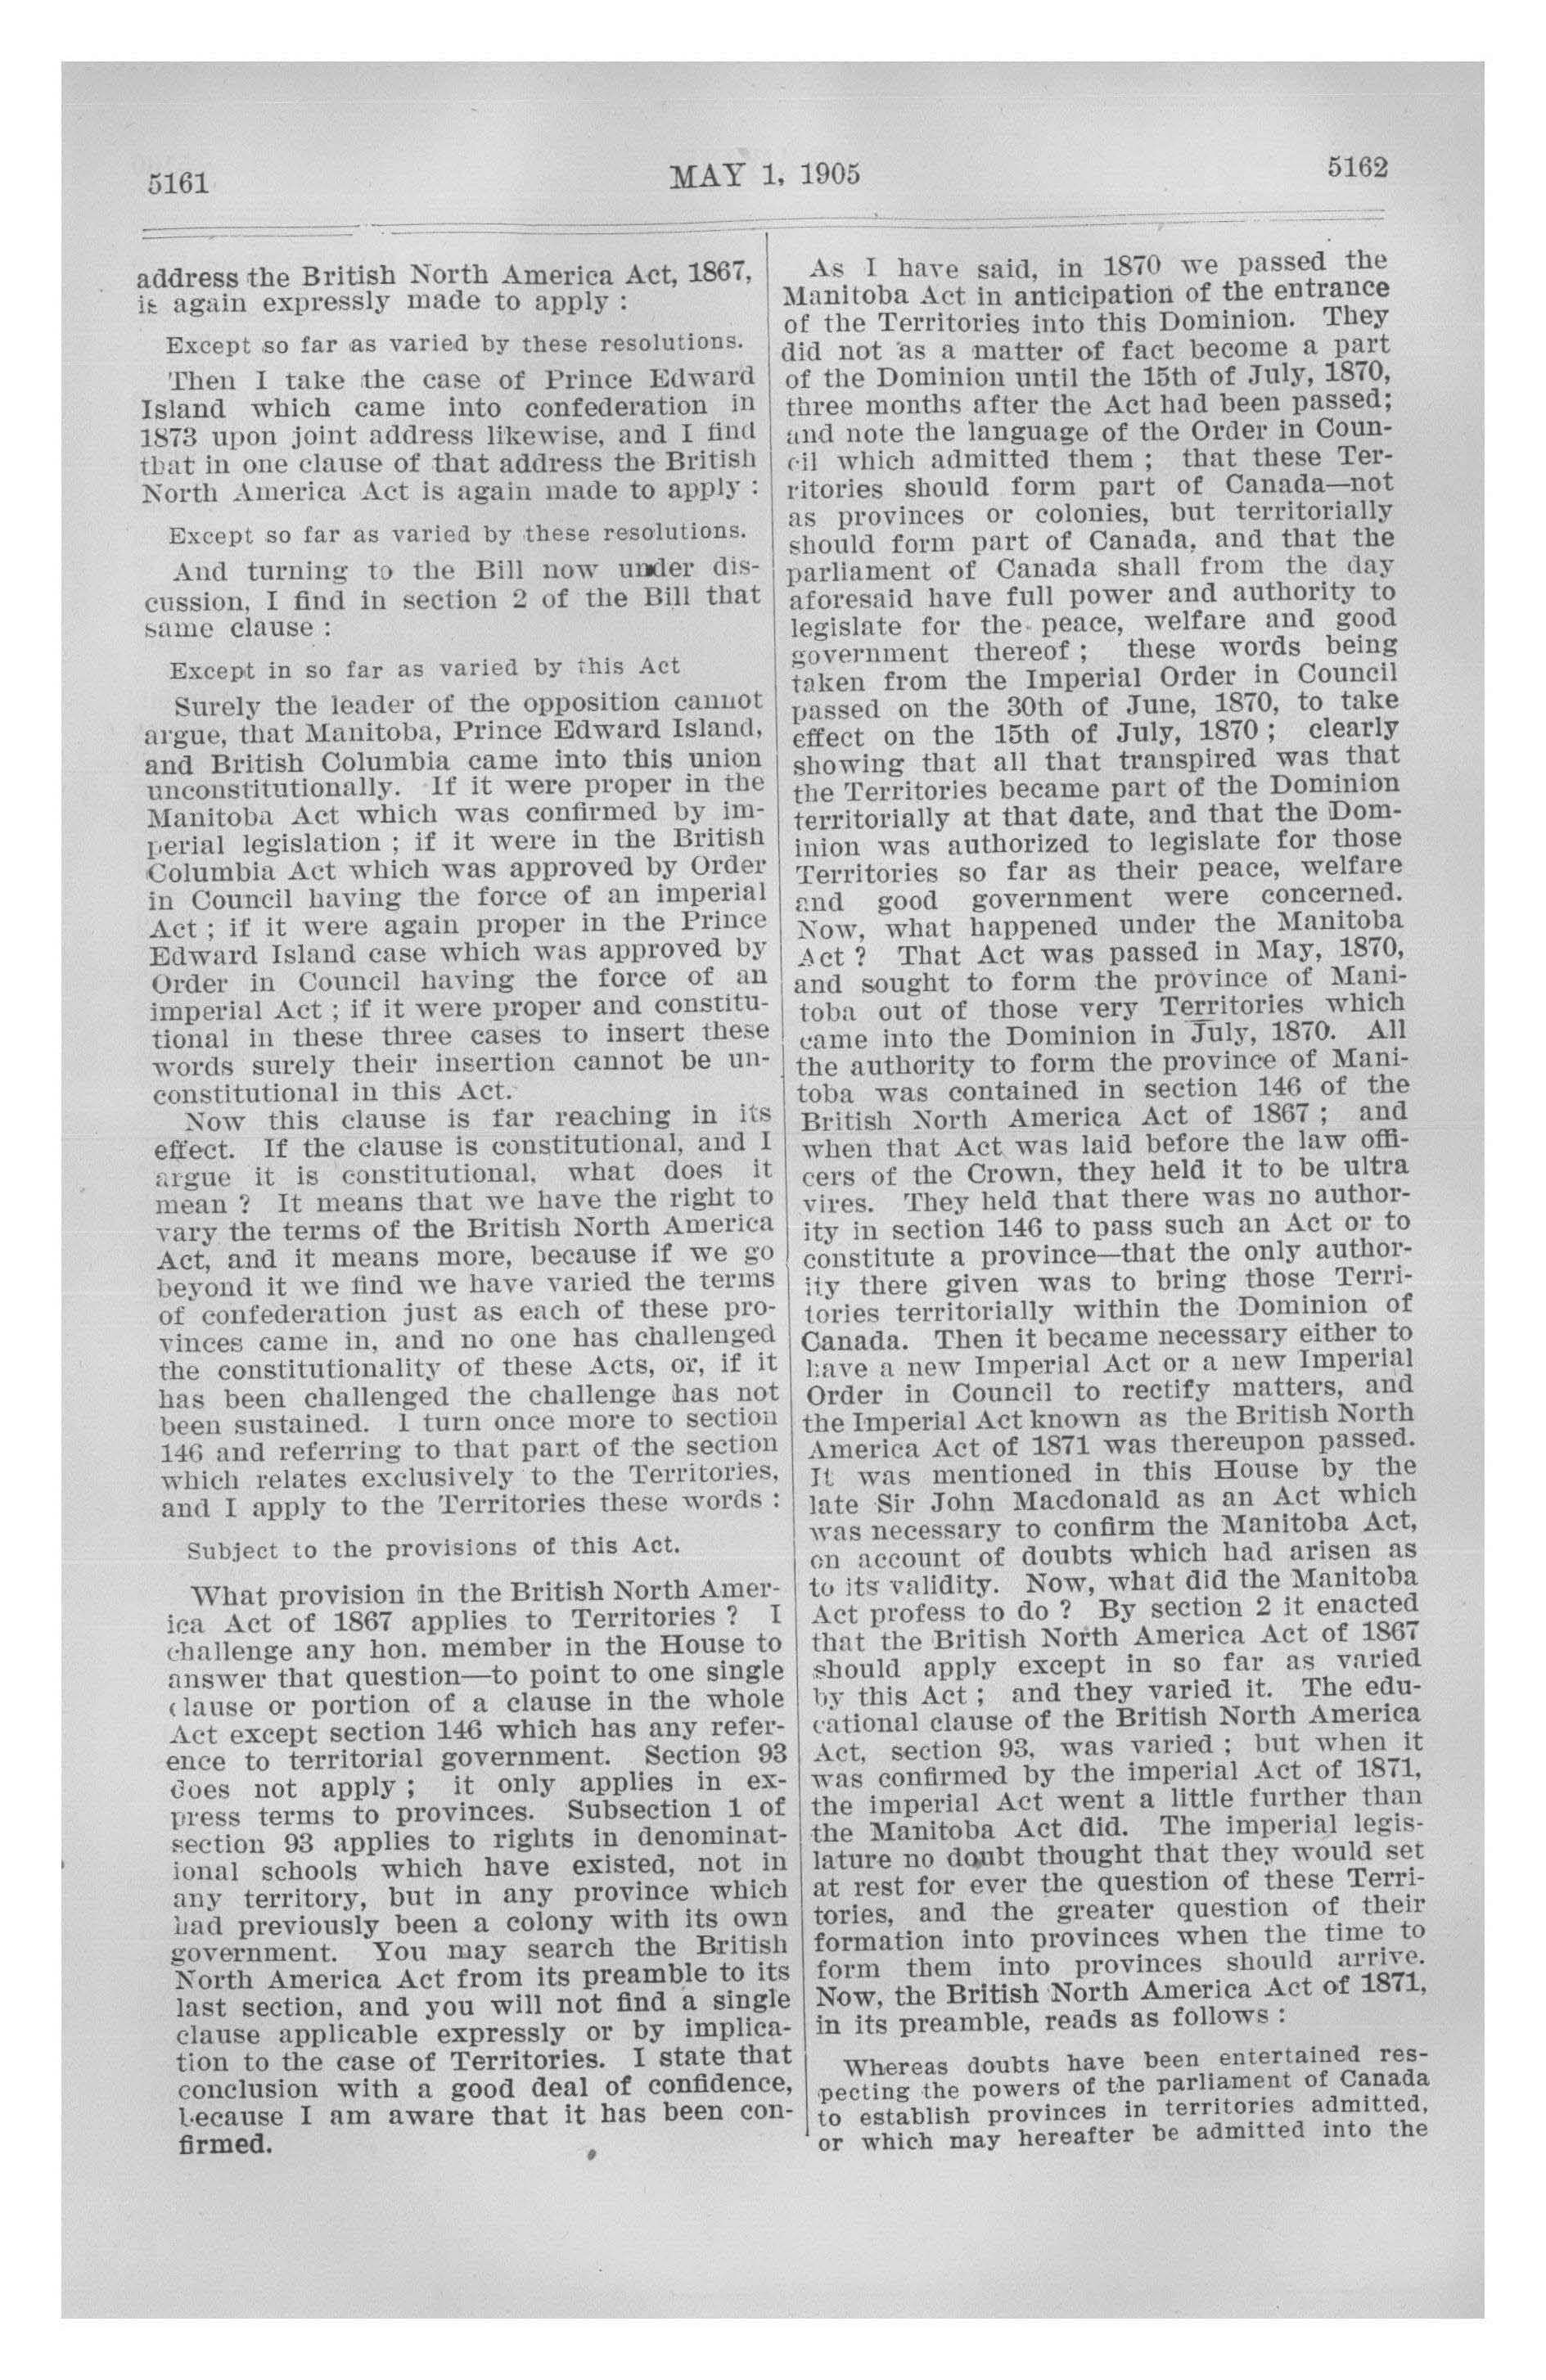 5161
MAY 1, 1905
5162
address the British North America Act, 1867,
is again expressly made to apply :
Except so far as varied by these resolutions.
Then I take the case of Prince Edward
Island which came into confederation in
1873 upon joint address likewise, and I find
that in one clause of that address the British
North America Act is again made to apply :
Except so far as varied by these resolutions.
And turning to the Bill now under dis-
cussion, I find in section 2 of the Bill that
same clause :
Except in so far as varied by this Act
Surely the leader of the opposition cannot
argue, that Manitoba, Prince Edward Island,
and British Columbia came into this union
unconstitutionally. If it were proper in the
Manitoba Act which was confirmed by im-
perial legislation ; if it were in the British
Columbia Act which was approved by Order
in Council having the force of an imperial
Act ; if it were again proper in the Prince
Edward Island case which was approved by
Order in Council having the force of an
imperial Act ; if it were proper and constitu-
tional in these three cases to insert these
words surely their insertion cannot be un-
constitutional in this Act.
Now this clause is far reaching in its
effect. If the clause is constitutional, and I
argue it is constitutional, what does it
mean ? It means that we have the right to
vary the terms of the British North America
Act, and it means more, because if we go
beyond it we find we have varied the terms
of confederation just as each of these pro-
vinces came in, and no one has challenged
the constitutionality of these Acts, or, if it
has been challenged the challenge has not
been sustained. I turn once more to section
146 and referring to that part of the section
which relates exclusively to the Territories,
and I apply to the Territories these words :
Subject to the provisions of this Act.
What provision in the British North Amer-
ica Act of 1867 applies to Territories ? I
challenge any hon. member in the House to
answer that question—to point to one single
clause or portion of a clause in the whole
Act except section 146 which has any refer-
ence to territorial government. Section 93
does not apply ; it only applies in ex-
press terms to provinces. Subsection 1 of
section 93 applies to rights in denominat-
ional schools which have existed, not in
any territory, but in any province which
had previously been a colony with its own
government. You may search the British
North America Act from its preamble to its
last section, and you will not find a single
clause applicable expressly or by implica-
tion to the case of Territories. I state that
conclusion with a good deal of confidence,
because I am aware that it has been con-
firmed.
As I have said, in 1870 we passed the
Manitoba Act in anticipation of the entrance
of the Territories into this Dominion. They
did not as a matter of fact become a part
of the Dominion until the 15th of July, 1870,
three months after the Act had been passed;
and note the language of the Order in Coun-
cil which admitted them ; that these Ter-
ritories should form part of Canada—not
as provinces or colonies, but territorially
should form part of Canada, and that the
parliament of Canada shall from the day
aforesaid have full power and authority to
legislate for the peace, welfare and good
government thereof ; these words being
taken from the Imperial Order in Council
passed on the 30th of June, 1870, to take
effect on the 15th of July, 1870 ; clearly
showing that all that transpired was that
the Territories became part of the Dominion
territorially at that date, and that the Dom-
inion was authorized to legislate for those
Territories so far as their peace, welfare
and good government were concerned.
Now, what happened under the Manitoba
Act ? That Act was passed in May, 1870,
and sought to form the province of Mani-
toba out of those very Territories which
came into the Dominion in July, 1870. All
the authority to form the province of Mani-
toba was contained in section 146 of the
British North America Act of 1867 ; and
when that Act was laid before the law offi-
cers of the Crown, they held it to be ultra
vires. They held that there was no author-
ity in section 146 to pass such an Act or to
constitute a province—that the only author-
ity there given was to bring those Terri-
tories territorially within the Dominion of
Canada. Then it became necessary either to
have a new Imperial Act or a new Imperial
Order in Council to rectify matters, and
the Imperial Act known as the British North
America Act of 1871 was thereupon passed.
It was mentioned in this House by the
late Sir John Macdonald as an Act which
was necessary to confirm the Manitoba Act,
on account of doubts which had arisen as
to its validity. Now, what did the Manitoba
Act profess to do ? By section 2 it enacted
that the British North America Act of 1867
should apply except in so far as varied
by this Act ; and they varied it. The edu-
cational clause of the British North America
Act, section 93, was varied ; but when it
was confirmed by the imperial Act of 1871,
the imperial Act went a little further than
the Manitoba Act did. The imperial legis-
lature no doubt thought that they would set
at rest for ever the question of these Terri-
tories, and the greater question of their
formation into provinces when the time to
form them into provinces should arrive.
Now, the British North America Act of 1871,
in its preamble, reads as follows :
Whereas doubts have been entertained res-
pecting the powers of the parliament of Canada
to establish provinces in territories admitted,
or which may hereafter be admitted into the